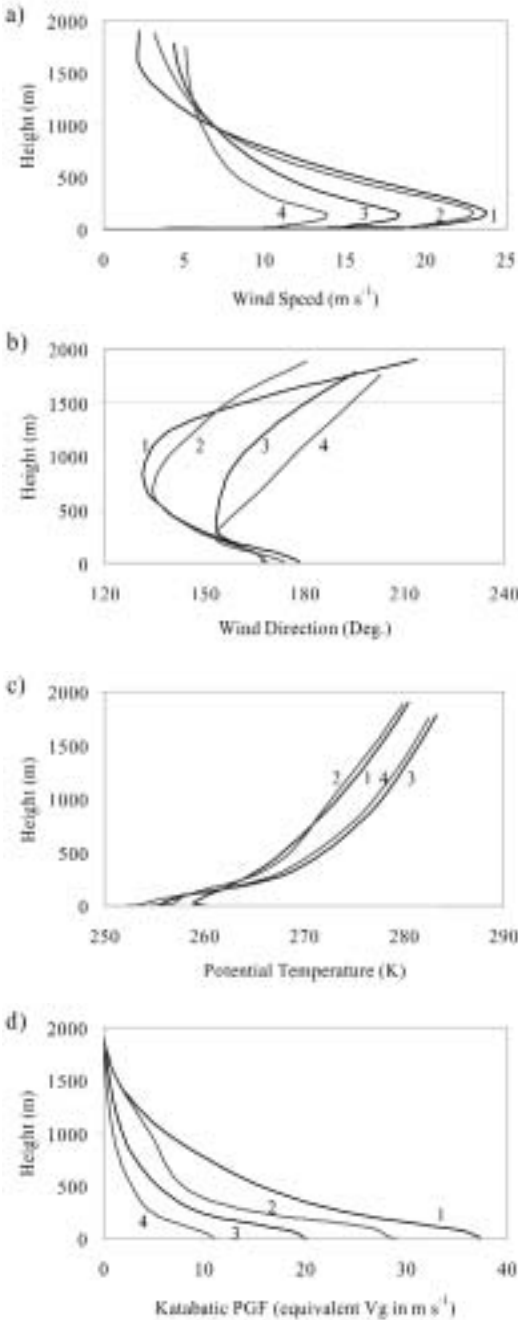 a)
2000
1500
1000
500
0
Height (m)
4 3 2 1
0 5 10 15 20 25
Wind Speed (m s⁻¹)
b)
2000
1500
1000
500
0
Height (m)
1 2 3 4
120 150 180 210 240
Wind Direction (Deg.)
c)
2000
1500
1000
500
0
Height (m)
2 1 4 3
250 260 270 280 290
Potential Temperature (K)
d)
2000
1500
1000
500
0
Height (m)
4 3 2 1
0 10 20 30 40
Katabatic PGF (equivalent Vg in m s⁻¹)